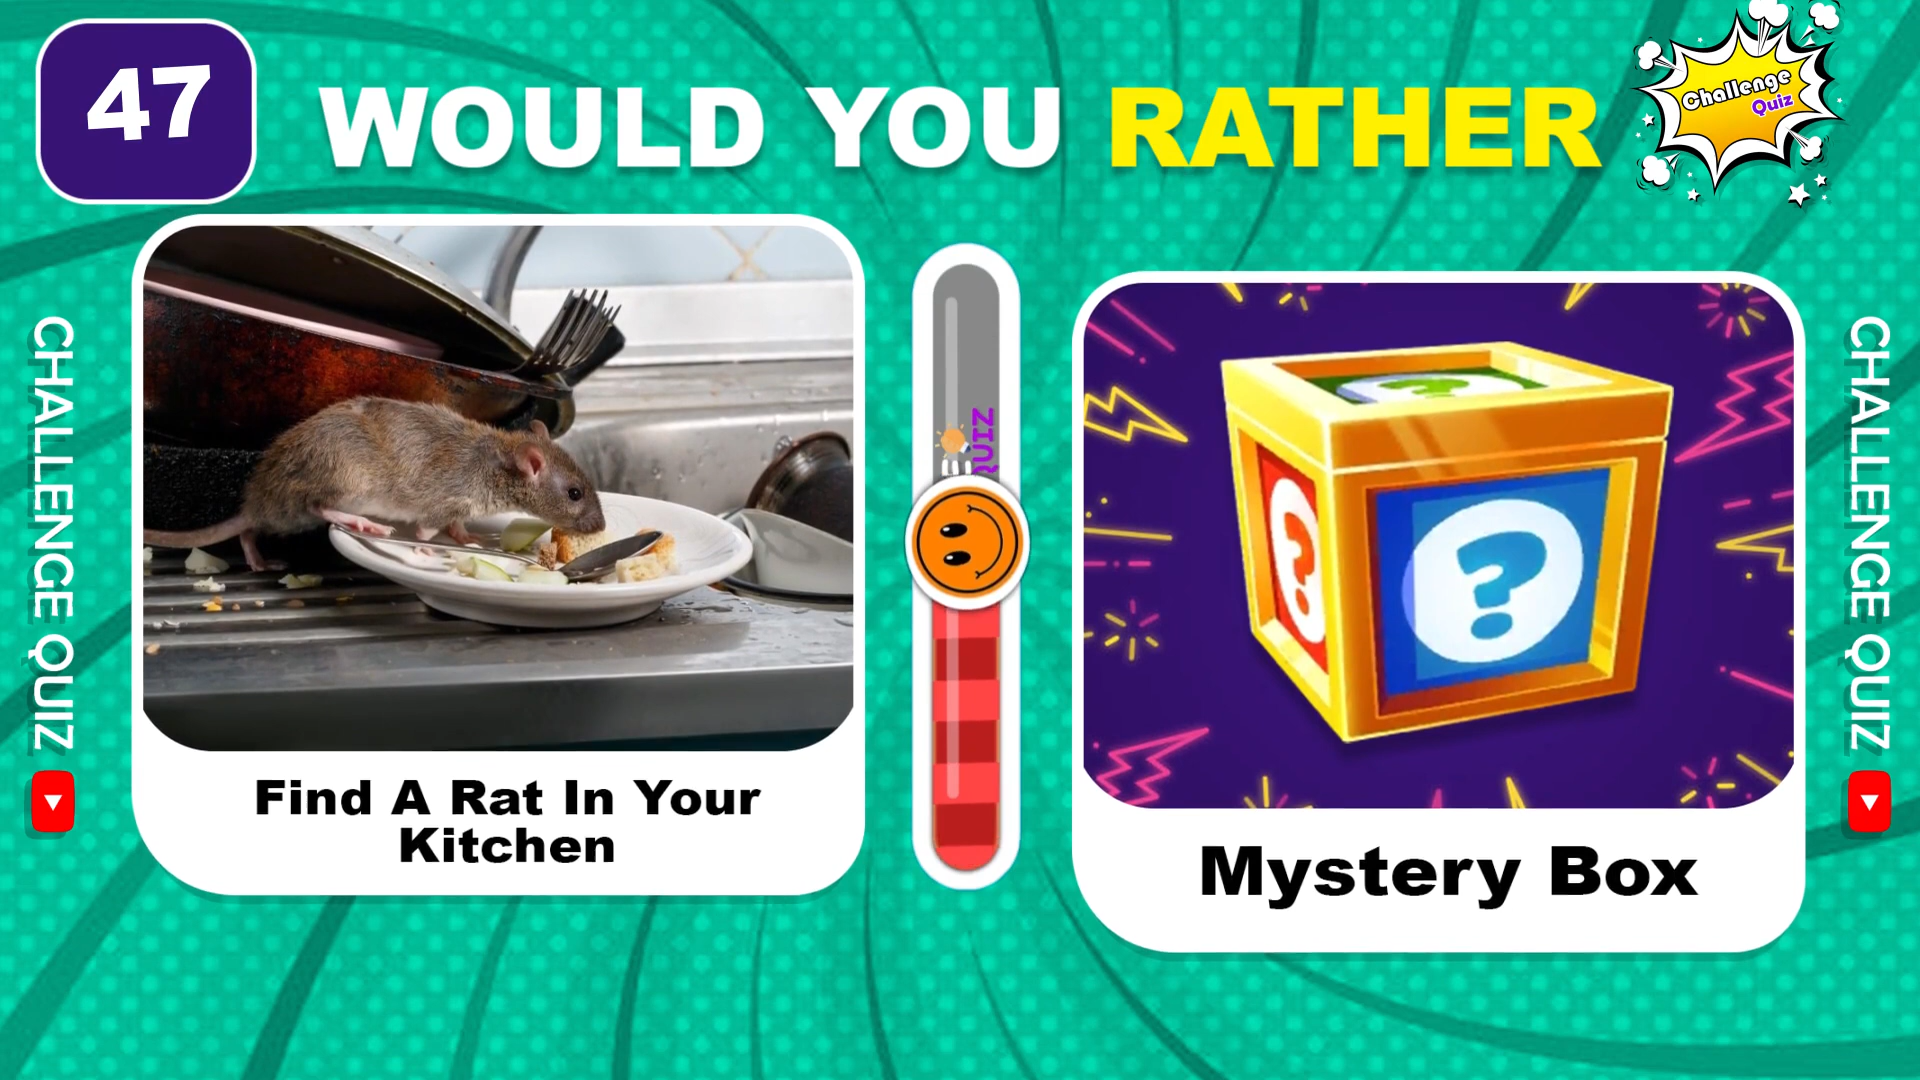 47
WOULD YOU RATHER
Challenge
Quiz
CHALLENGE QUIZ
QUIZ
?
?
?
CHALLENGE QUIZ
Find A Rat In Your
Kitchen
Mystery Box